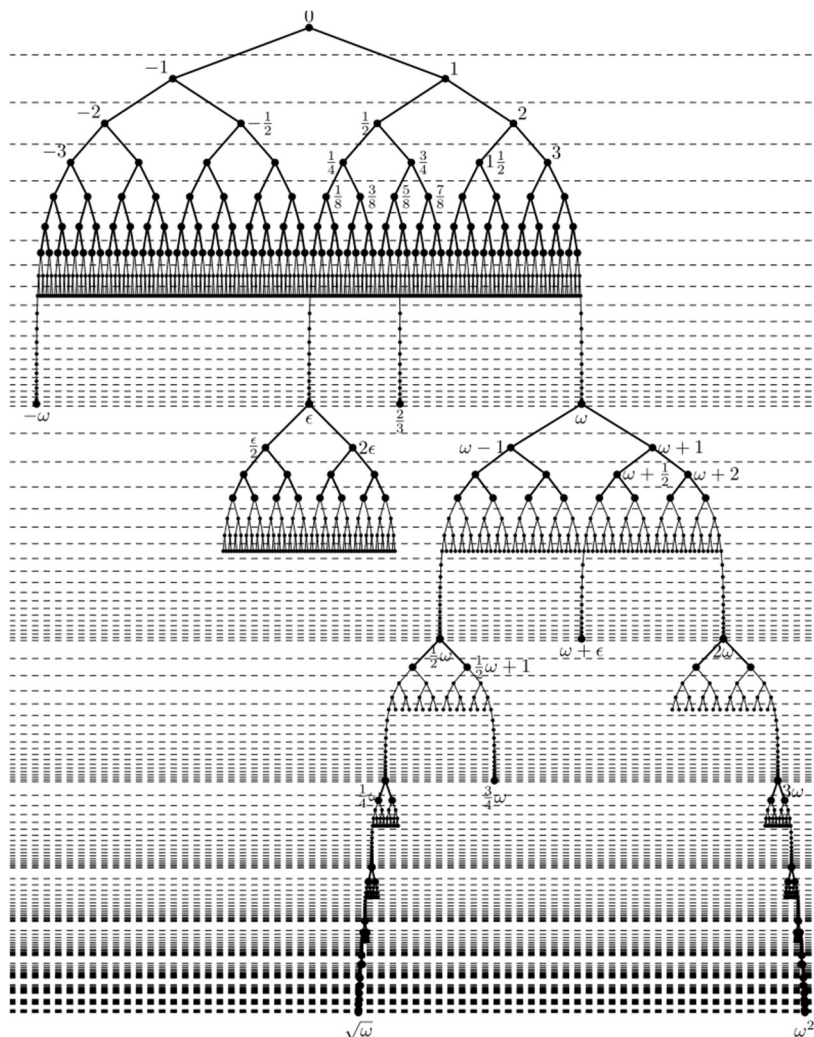 0
−1 1
−2 −½ ½ 2
−3 ¼ ¾ 1½ 3
⅛ ⅜ ⅝ ⅞
−ω ϵ ⅔ ω
ϵ/2 2ϵ ω − 1 ω + 1
ω + ½ ω + 2
½ω ω + ϵ 2ω
½ω + 1
¼ω ¾ω 3ω
√ω ω²